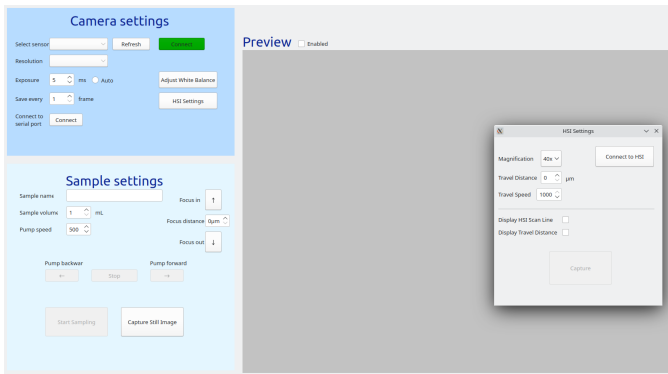 Camera settings
Select sensor
Refresh
Connect
Resolution
Exposure 5 ms Auto
Adjust White Balance
Save every 1 frame
HSI Settings
Connect to
serial port
Connect
Sample settings
Sample name
Focus in ↑
Sample volume 1 mL
Focus distance 0μm
Pump speed 500
Focus out ↓
Pump backwar
Pump forward
← Stop →
Start Sampling
Capture Still Image
Preview Enabled
HSI Settings
Magnification 40x
Connect to HSI
Travel Distance 0 μm
Travel Speed 1000
Display HSI Scan Line
Display Travel Distance
Capture